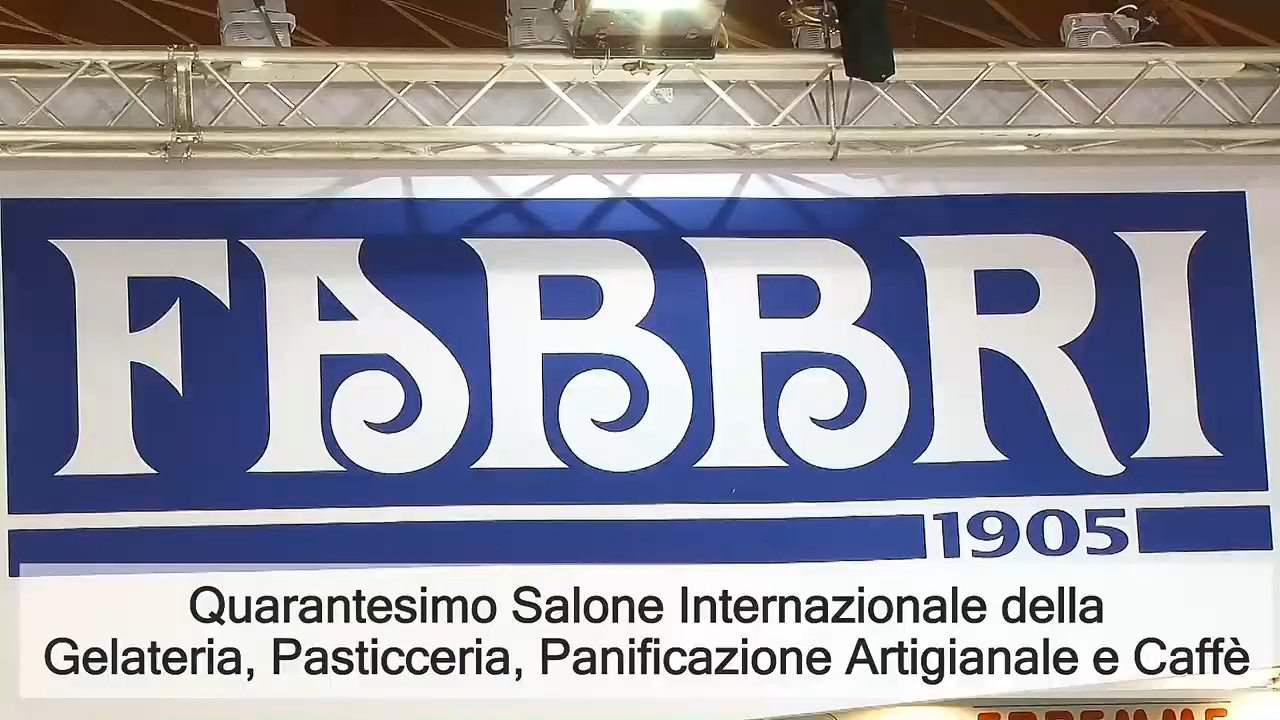 FABBRI
1905
Quarantesimo Salone Internazionale della
Gelateria, Pasticceria, Panificazione Artigianale e Caffè